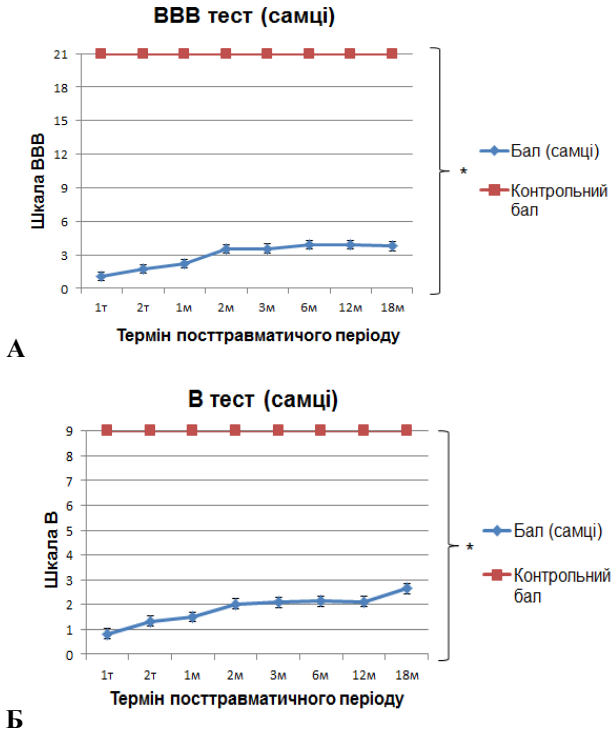 ВВВ тест (самці)
21
18
15
12
9
6
3
0
Шкала ВВВ
1т 2т 1м 2м 3м 6м 12м 18м
Термін посттравматичого періоду
*
Бал (самці)
Контрольний
бал
А
В тест (самці)
9
8
7
6
5
4
3
2
1
0
Шкала В
1т 2т 1м 2м 3м 6м 12м 18м
Термін посттравматичного періоду
*
Бал (самці)
Контрольний
бал
Б